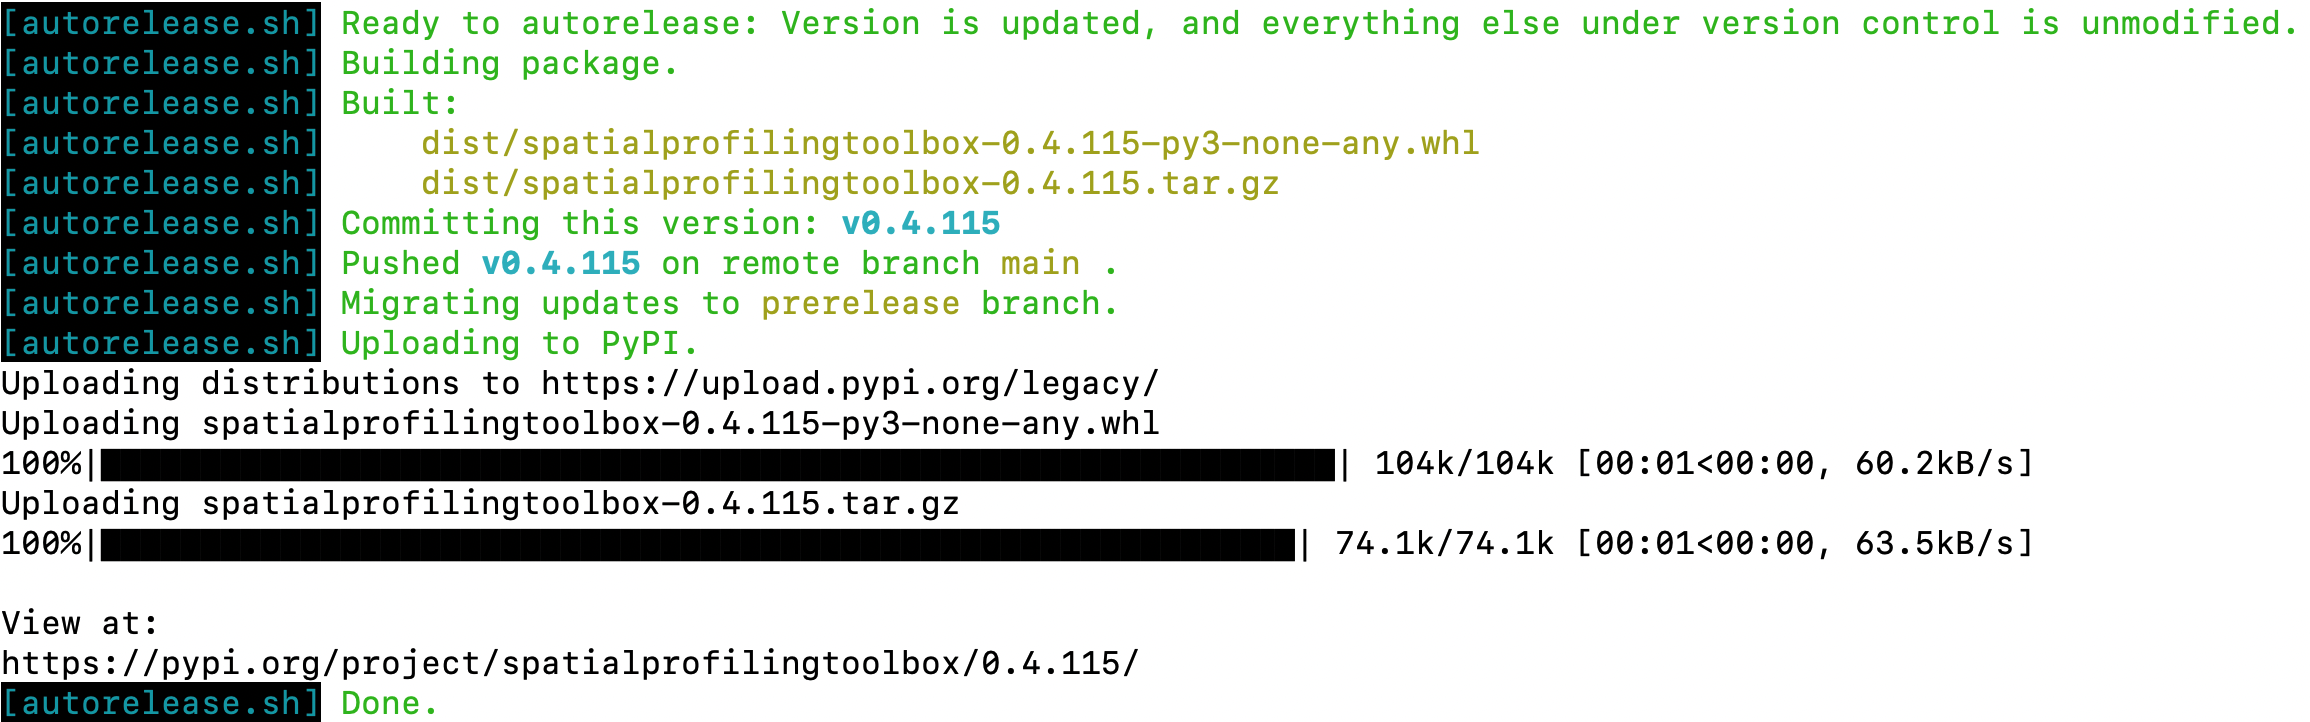 [autorelease.sh] Ready to autorelease: Version is updated, and everything else under version control is unmodified.
[autorelease.sh] Building package.
[autorelease.sh] Built:
[autorelease.sh]     dist/spatialprofilingtoolbox-0.4.115-py3-none-any.whl
[autorelease.sh]     dist/spatialprofilingtoolbox-0.4.115.tar.gz
[autorelease.sh] Committing this version: v0.4.115
[autorelease.sh] Pushed v0.4.115 on remote branch main .
[autorelease.sh] Migrating updates to prerelease branch.
[autorelease.sh] Uploading to PyPI.
Uploading distributions to https://upload.pypi.org/legacy/
Uploading spatialprofilingtoolbox-0.4.115-py3-none-any.whl
100%| | 104k/104k [00:01<00:00, 60.2kB/s]
Uploading spatialprofilingtoolbox-0.4.115.tar.gz
100%| | 74.1k/74.1k [00:01<00:00, 63.5kB/s]
View at:
https://pypi.org/project/spatialprofilingtoolbox/0.4.115/
[autorelease.sh] Done.